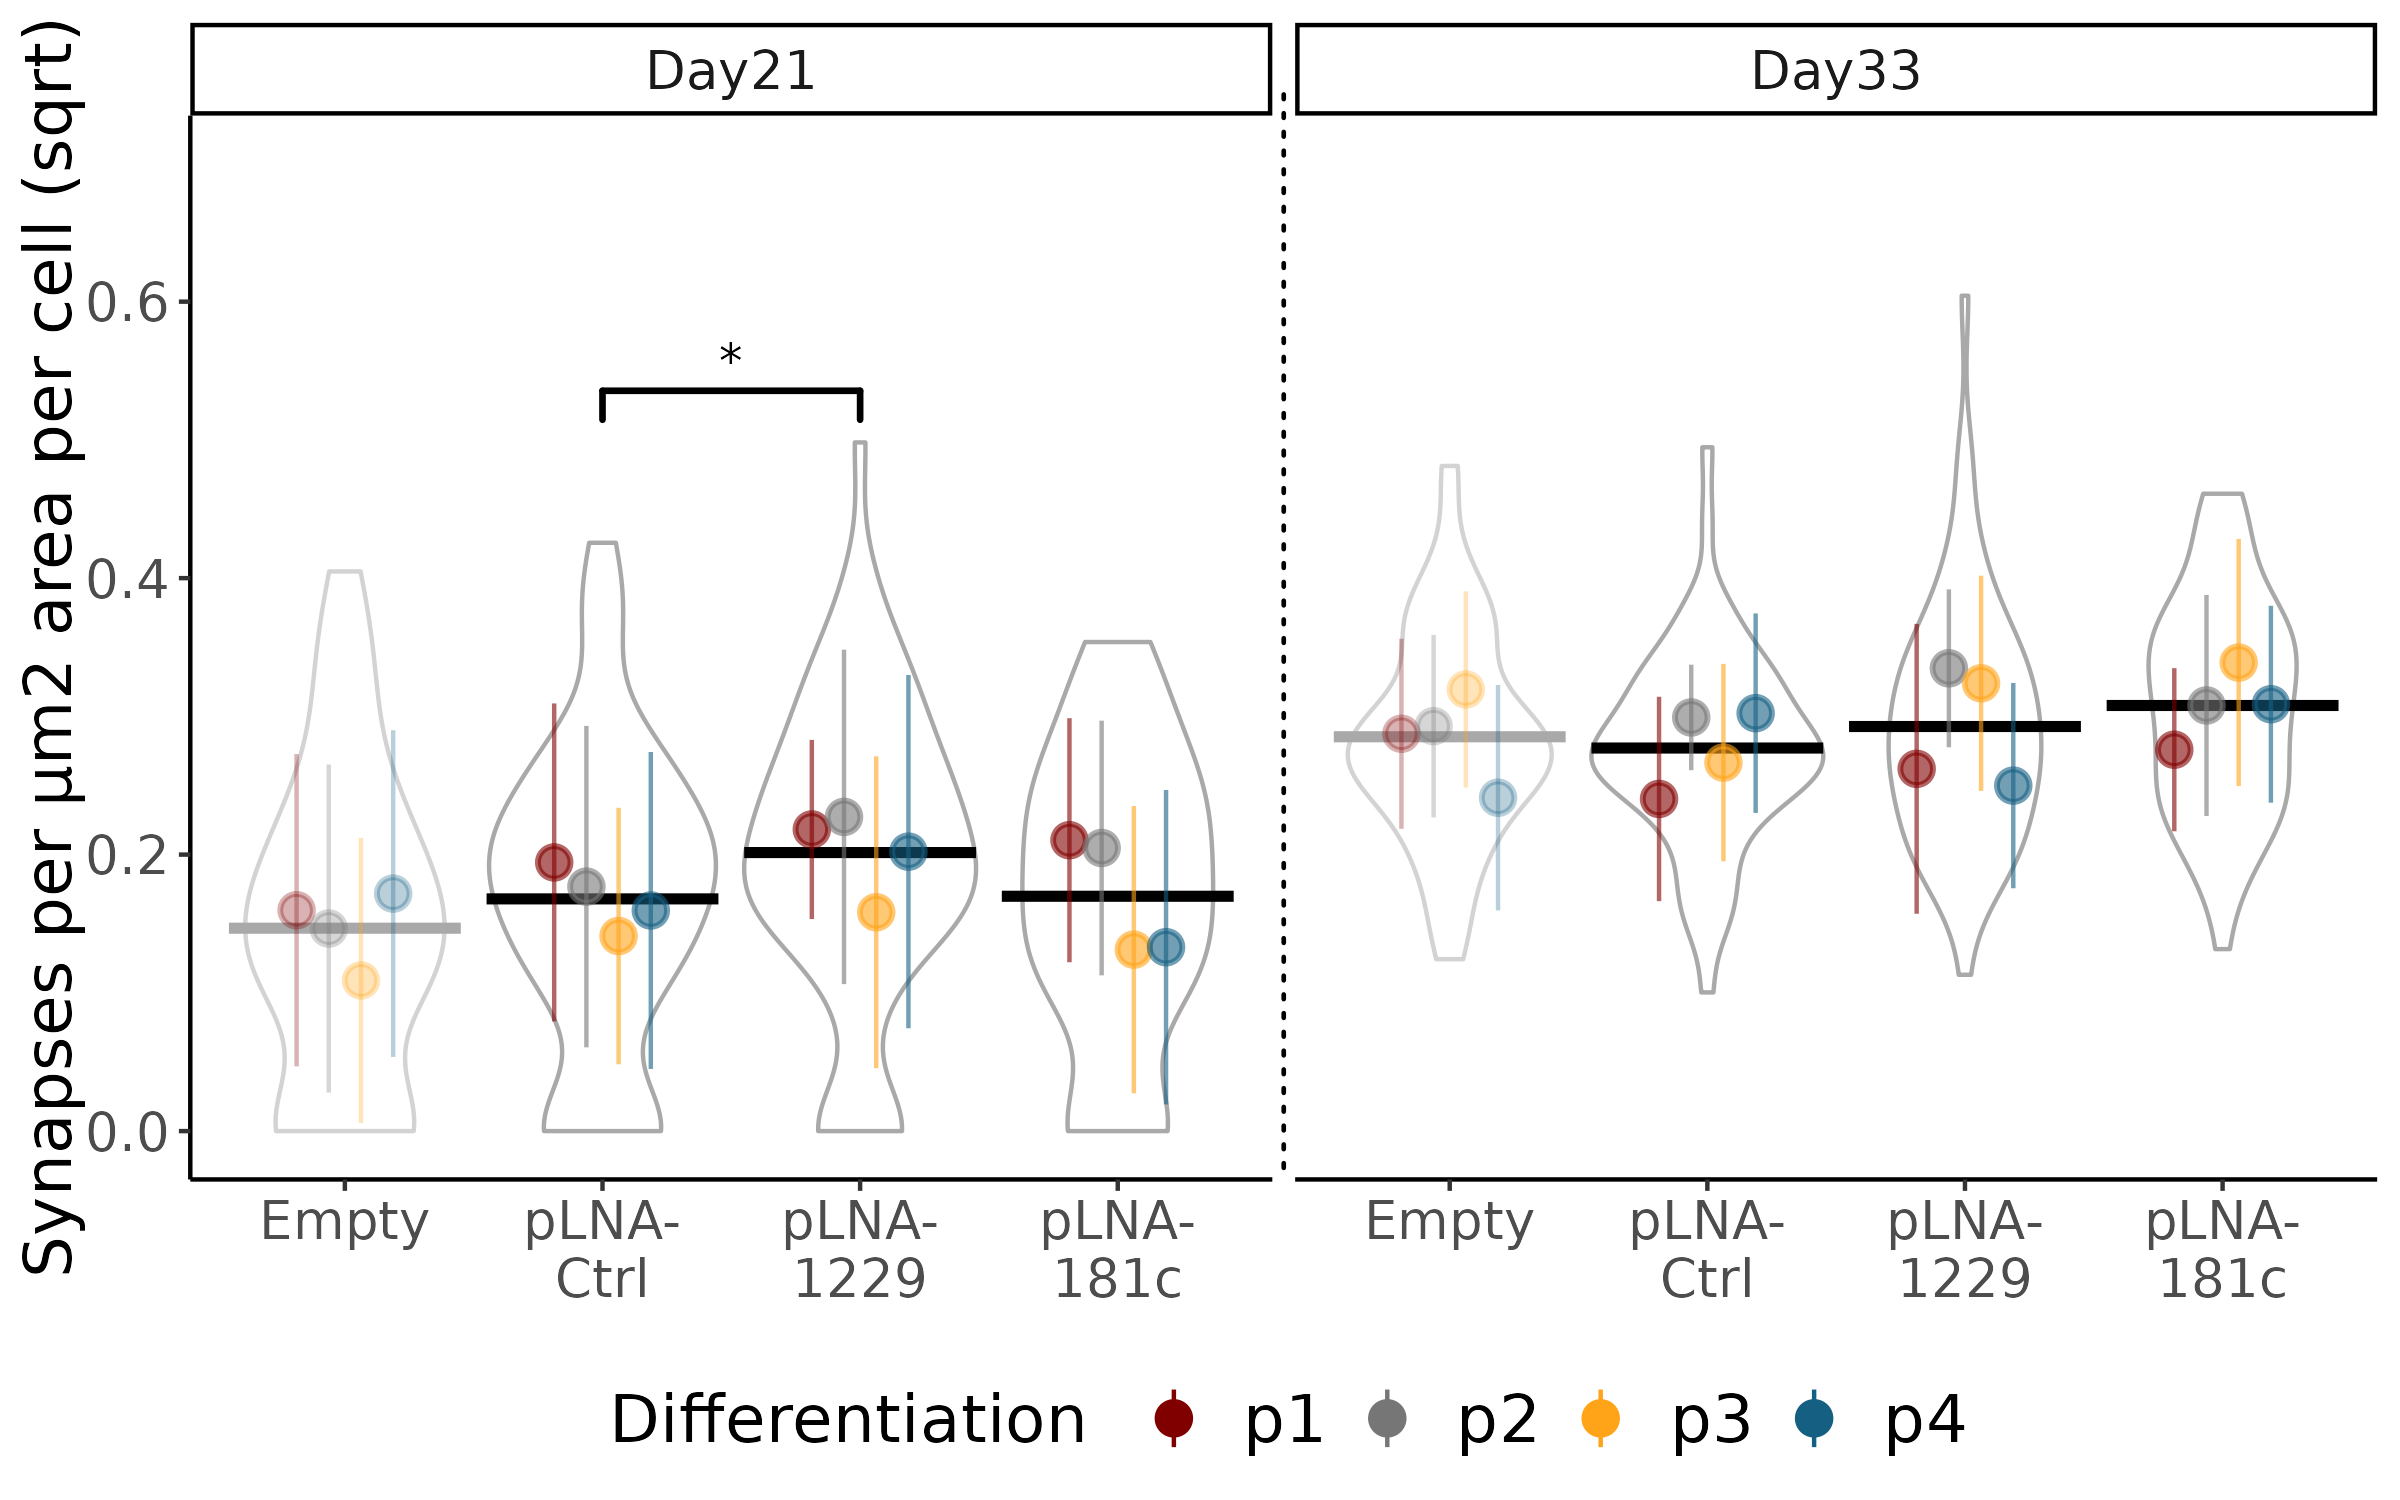 Synapses per µm2 area per cell (sqrt)
Day21
Day33
0.6
0.4
0.2
0.0
*
Empty
pLNA-
Ctrl
pLNA-
1229
pLNA-
181c
Empty
pLNA-
Ctrl
pLNA-
1229
pLNA-
181c
Differentiation p1 p2 p3 p4